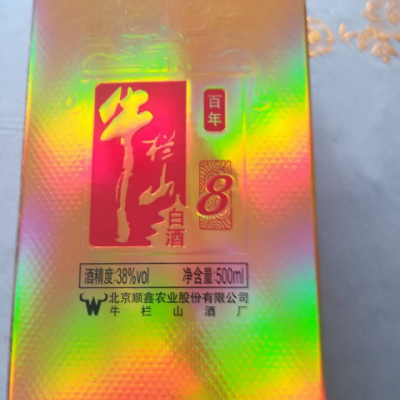 百年
牛栏山
白酒
8
酒精度:38%vol 净含量:500ml
北京顺鑫农业股份有限公司
牛栏山酒厂